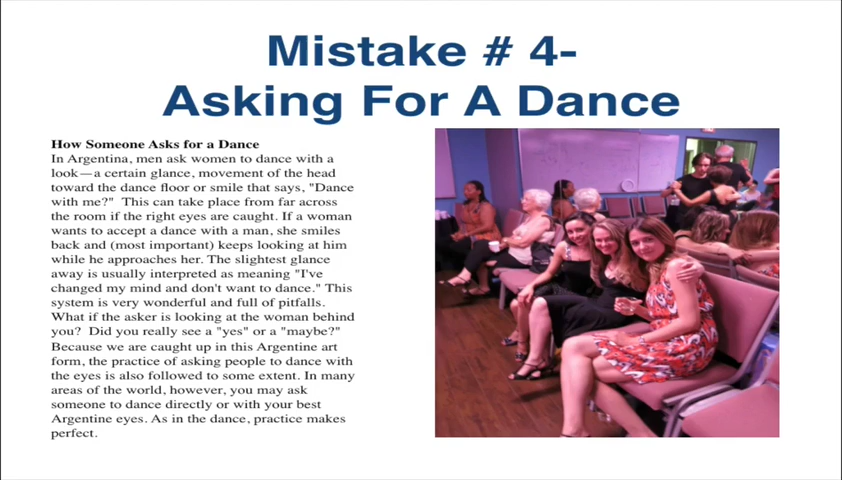 Mistake # 4-
Asking For A Dance
How Someone Asks for a Dance
In Argentina, men ask women to dance with a
look—a certain glance, movement of the head
toward the dance floor or smile that says, "Dance
with me?"  This can take place from far across
the room if the right eyes are caught. If a woman
wants to accept a dance with a man, she smiles
back and (most important) keeps looking at him
while he approaches her. The slightest glance
away is usually interpreted as meaning "I've
changed my mind and don't want to dance." This
system is very wonderful and full of pitfalls.
What if the asker is looking at the woman behind
you?  Did you really see a "yes" or a "maybe?"
Because we are caught up in this Argentine art
form, the practice of asking people to dance with
the eyes is also followed to some extent. In many
areas of the world, however, you may ask
someone to dance directly or with your best
Argentine eyes. As in the dance, practice makes
perfect.